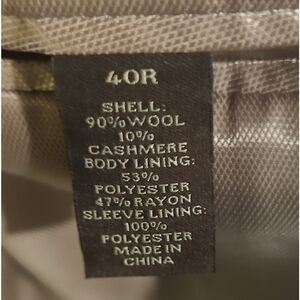 40R
SHELL:
90% WOOL
10%
CASHMERE
BODY LINING:
53%
POLYESTER
47% RAYON
SLEEVE LINING:
100%
POLYESTER
MADE IN
CHINA